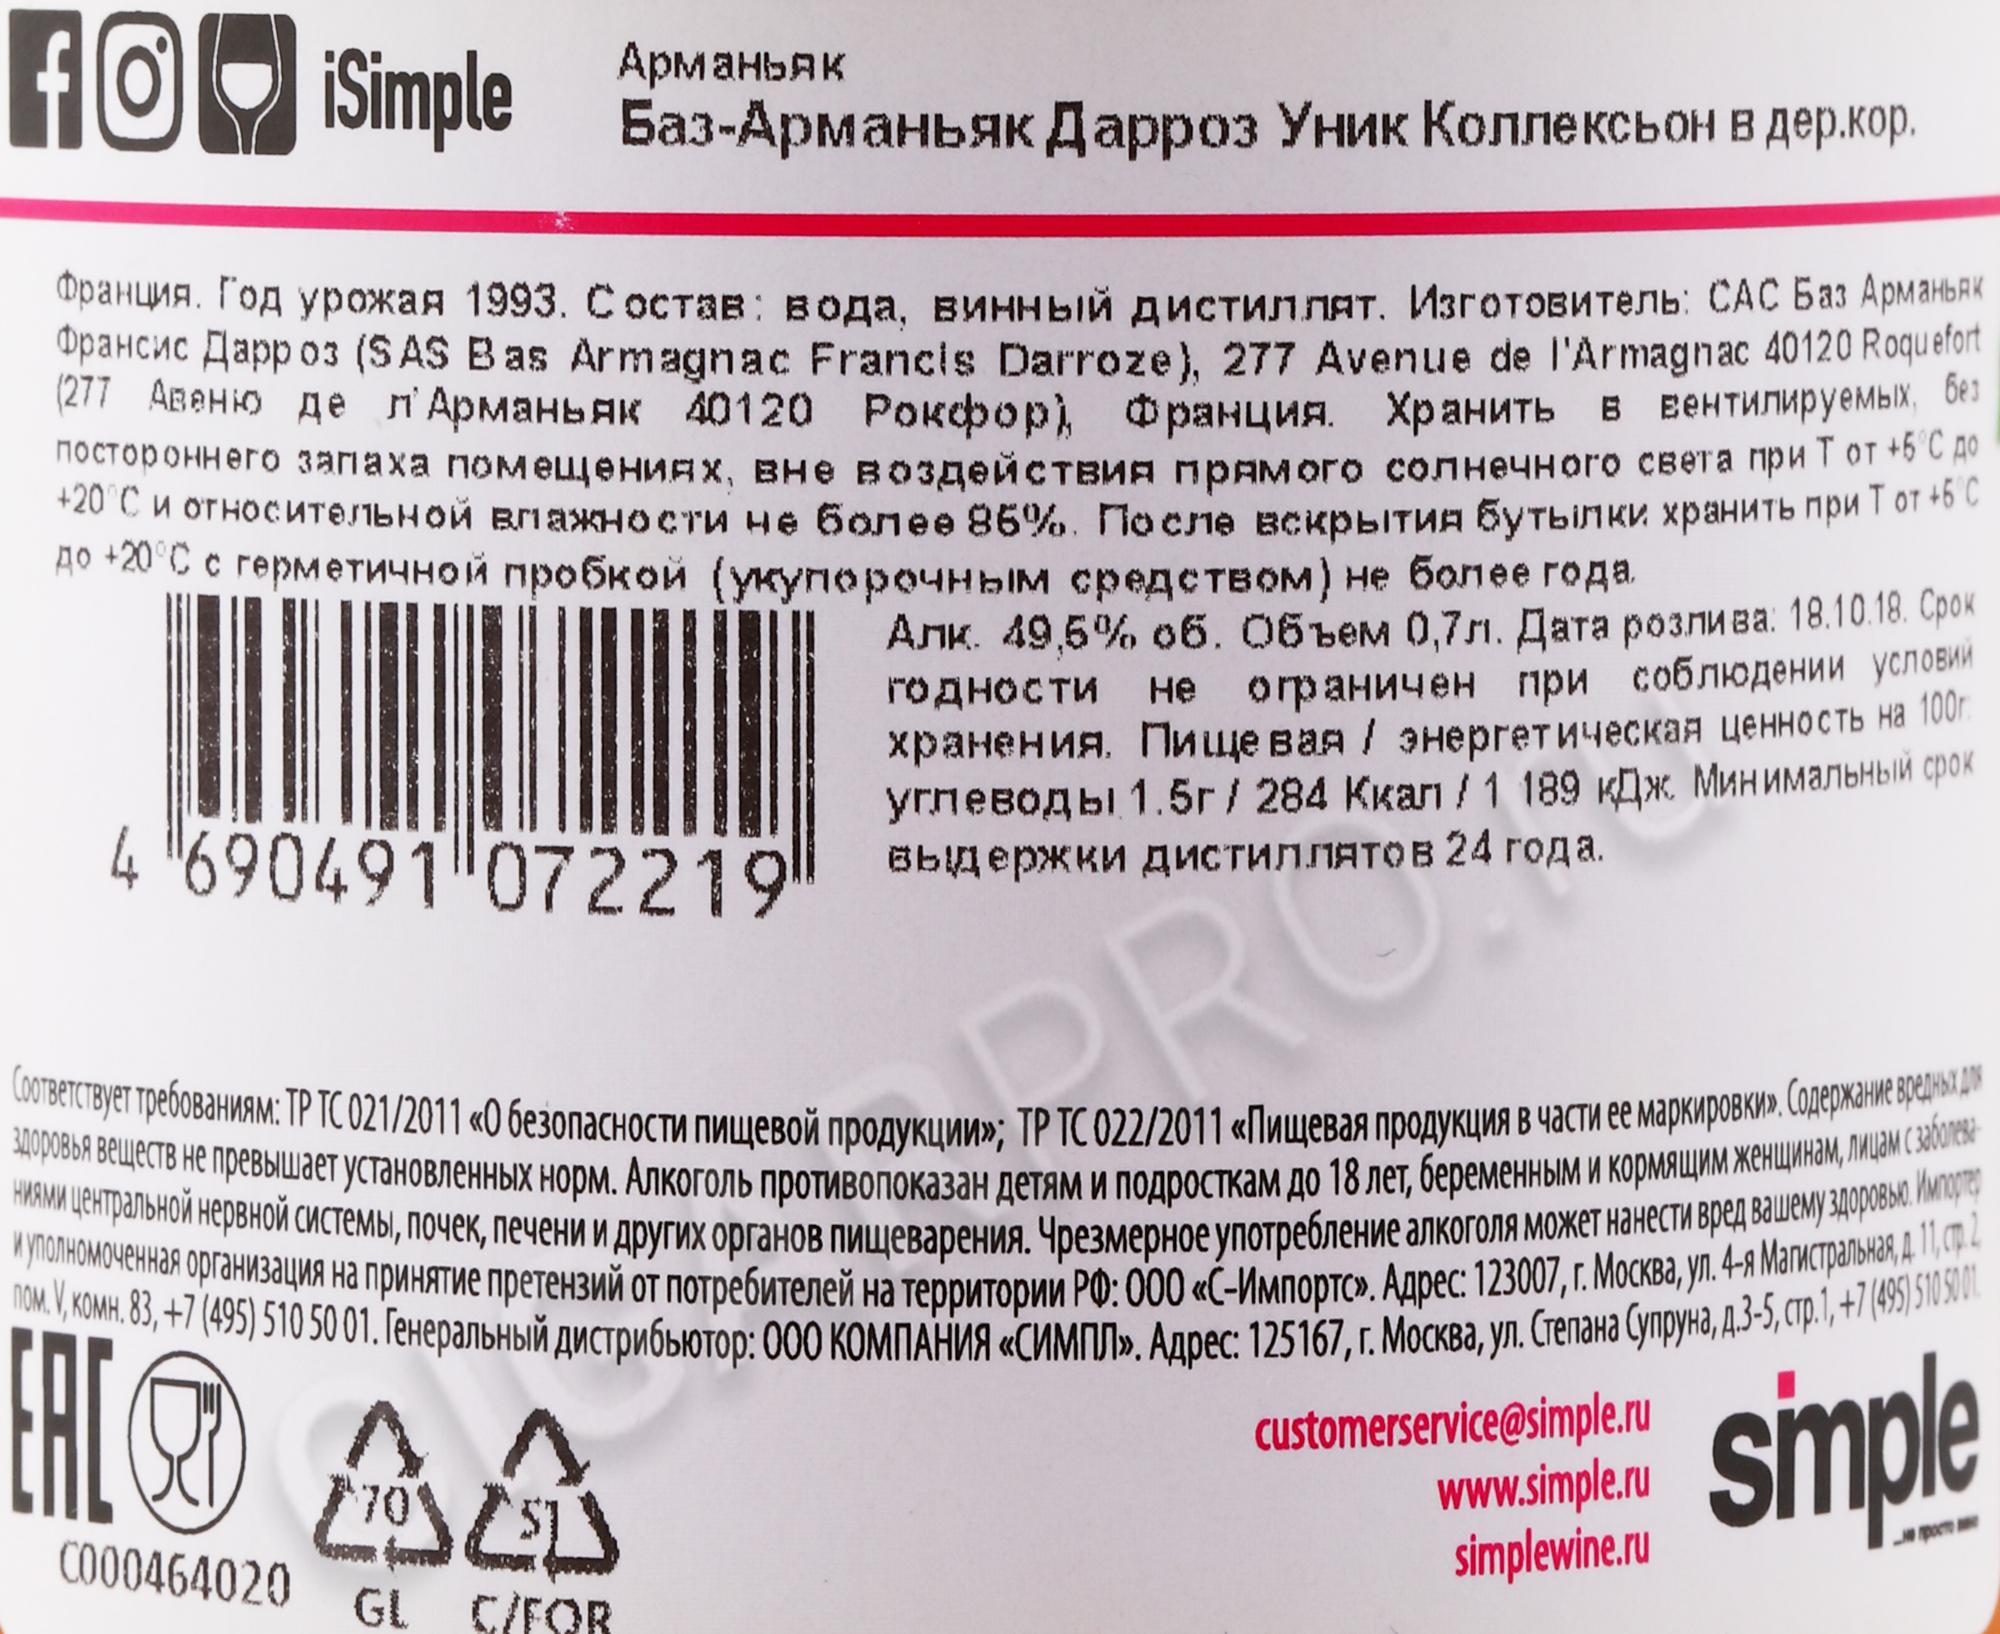 iSimple
Арманьяк
Баз-Арманьяк Дарроз Уник Коллексьон в дер.кор.
Франция. Год урожая 1993. Состав: вода, винный дистиллят. Изготовитель: САС Баз Арманьяк
Франсис Дарроз (SAS Bas Armagnac Francis Darroze), 277 Avenue de l'Armagnac 40120 Roquefort
(277 Авеню де л'Арманьяк 40120 Рокфор), Франция. Хранить в вентилируемых, без
постороннего запаха помещениях, вне воздействия прямого солнечного света при Т от +5°С до
+20°С и относительной влажности не более 85%. После вскрытия бутылки хранить при Т от +5°С
до +20°С с герметичной пробкой (укупорочным средством) не более года.
Алк. 49,5% об. Объем 0,7л. Дата розлива: 18.10.18. Срок
годности не ограничен при соблюдении условий
хранения. Пищевая / энергетическая ценность на 100г:
углеводы 1.5г / 284 Ккал / 1 189 кДж. Минимальный срок
выдержки дистиллятов 24 года.
4 690491 072219
Соответствует требованиям: ТР ТС 021/2011 «О безопасности пищевой продукции»; ТР ТС 022/2011 «Пищевая продукция в части ее маркировки». Содержание вредных для
здоровья веществ не превышает установленных норм. Алкоголь противопоказан детям и подросткам до 18 лет, беременным и кормящим женщинам, лицам с заболева-
ниями центральной нервной системы, почек, печени и других органов пищеварения. Чрезмерное употребление алкоголя может нанести вред вашему здоровью. Импортер
и уполномоченная организация на принятие претензий от потребителей на территории РФ: ООО «С-Импортс». Адрес: 123007, г. Москва, ул. 4-я Магистральная, д. 11, стр. 2,
пом. V, комн. 83, +7 (495) 510 50 01. Генеральный дистрибьютор: ООО КОМПАНИЯ «СИМПЛ». Адрес: 125167, г. Москва, ул. Степана Супруна, д.3-5, стр.1, +7 (495) 510 50 01.
EAC
C000464020
70
GL
51
C/FOR
customerservice@simple.ru
www.simple.ru
simplewine.ru
simple
...не просто вино
CIGARPRO.ru